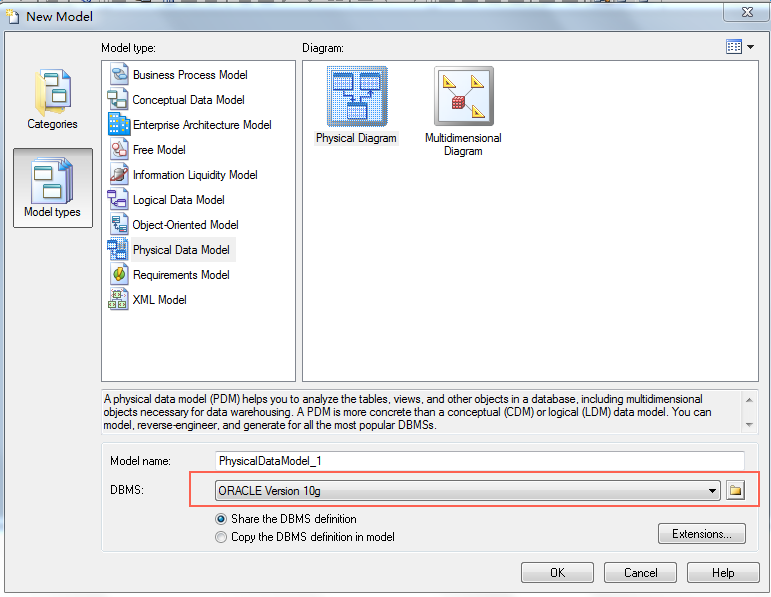 New Model
Model type:
Diagram:
Categories
Model types
Business Process Model
Conceptual Data Model
Enterprise Architecture Model
Free Model
Information Liquidity Model
Logical Data Model
Object-Oriented Model
Physical Data Model
Requirements Model
XML Model
Physical Diagram
Multidimensional
Diagram
A physical data model (PDM) helps you to analyze the tables, views, and other objects in a database, including multidimensional
objects necessary for data warehousing. A PDM is more concrete than a conceptual (CDM) or logical (LDM) data model. You can
model, reverse-engineer, and generate for all the most popular DBMSs.
Model name:
PhysicalDataModel_1
DBMS:
ORACLE Version 10g
Share the DBMS definition
Copy the DBMS definition in model
Extensions...
OK
Cancel
Help